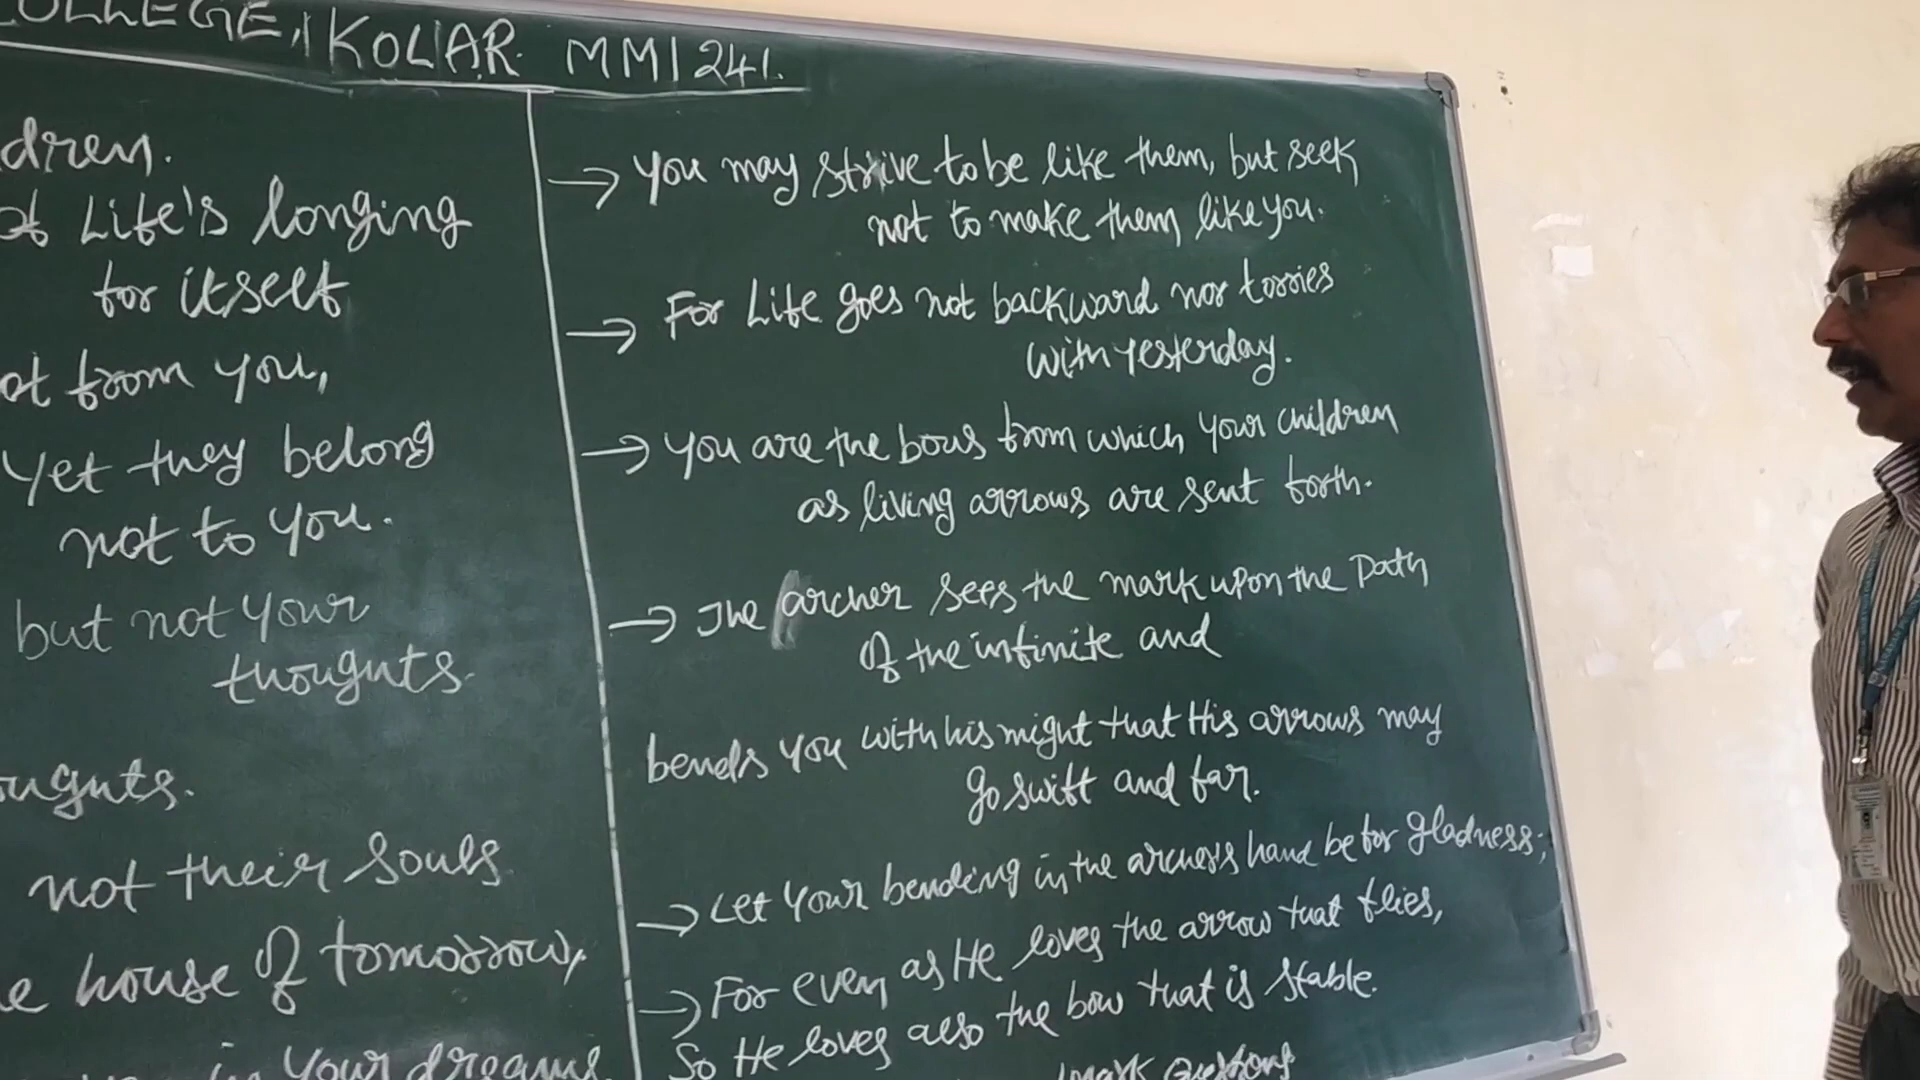 COLLEGE, KOLAR. MM1241.
dren.
of Life's longing
for itself
ot from you,
Yet they belong
not to you.
but not your
thoughts.
oughts.
not their souls
e house of tomorrow,
in your dreams.
→ You may strive to be like them, but seek
not to make them like you.
→ For Life goes not backward nor torries
with yesterday.
→ You are the bows from which your children
as living arrows are sent forth.
→ The archer sees the mark upon the path
of the infinite and
bends you with his might that His arrows may
go swift and far.
→ Let your bending in the archer's hand be for gladness;
→ For even as He loves the arrow that flies,
So He loves also the bow that is stable.
1 mark Questions